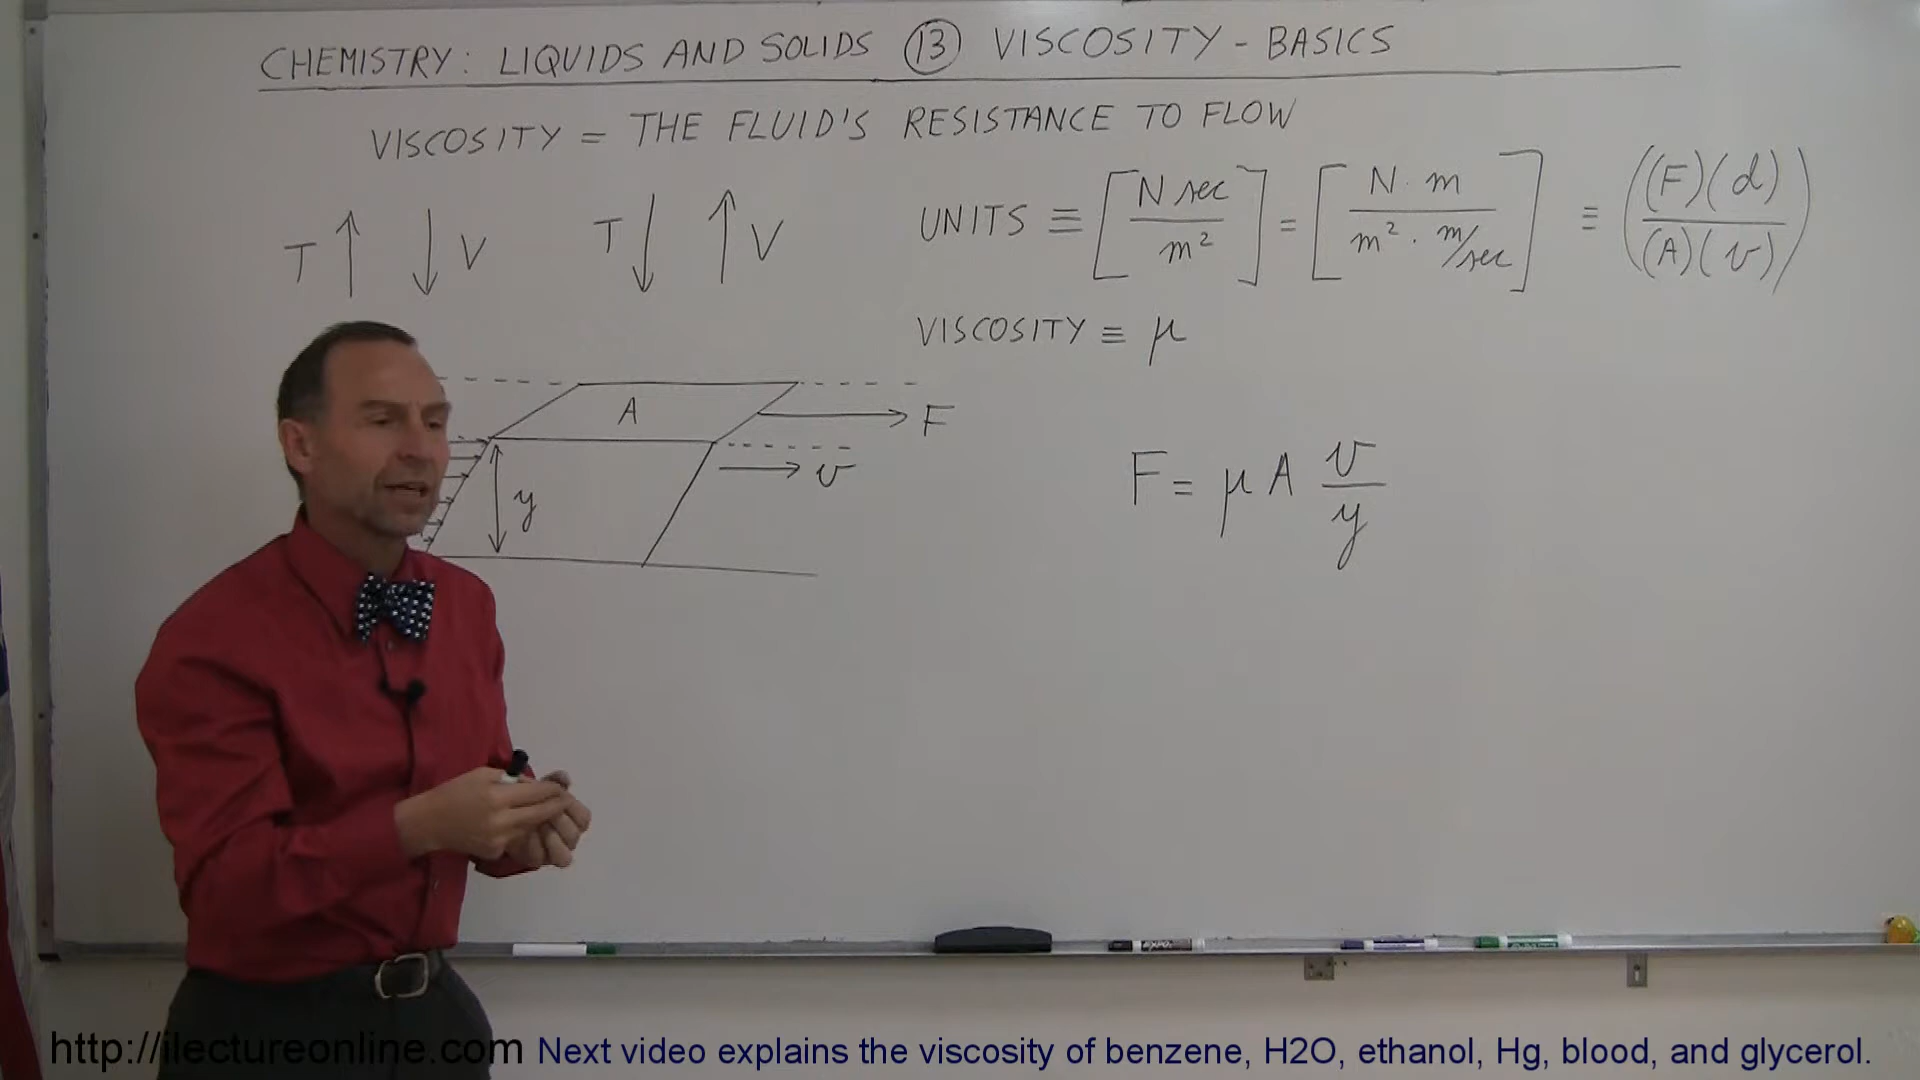 CHEMISTRY: LIQUIDS AND SOLIDS 13 VISCOSITY - BASICS
VISCOSITY = THE FLUID'S RESISTANCE TO FLOW
T ↑ ↓ V T ↓ ↑ V
UNITS ≡ [N sec / m²] = [N · m / m² · m/sec] ≡ ((F)(d) / (A)(v))
VISCOSITY ≡ μ
A
F
v
y
F = μ A v/y
EXPO
http://ilectureonline.com Next video explains the viscosity of benzene, H2O, ethanol, Hg, blood, and glycerol.